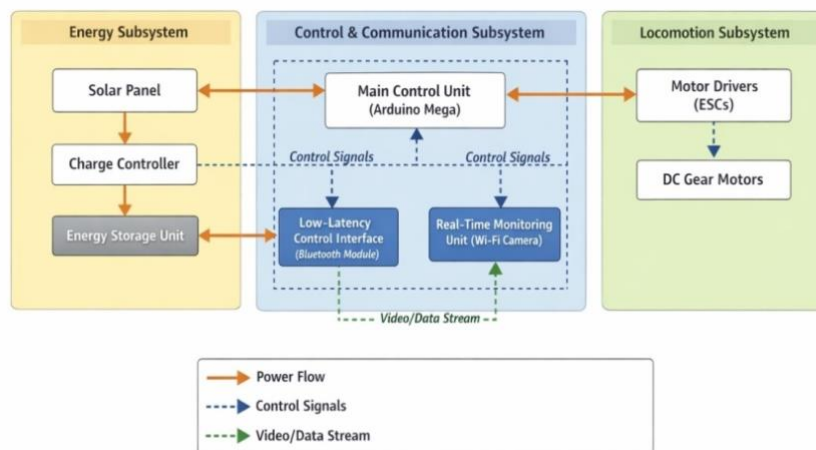 Energy Subsystem
Control & Communication Subsystem
Locomotion Subsystem
Solar Panel
Main Control Unit
(Arduino Mega)
Motor Drivers
(ESCs)
Charge Controller
Control Signals
Control Signals
DC Gear Motors
Energy Storage Unit
Low-Latency
Control Interface
(Bluetooth Module)
Real-Time Monitoring
Unit (Wi-Fi Camera)
Video/Data Stream
Power Flow
Control Signals
Video/Data Stream